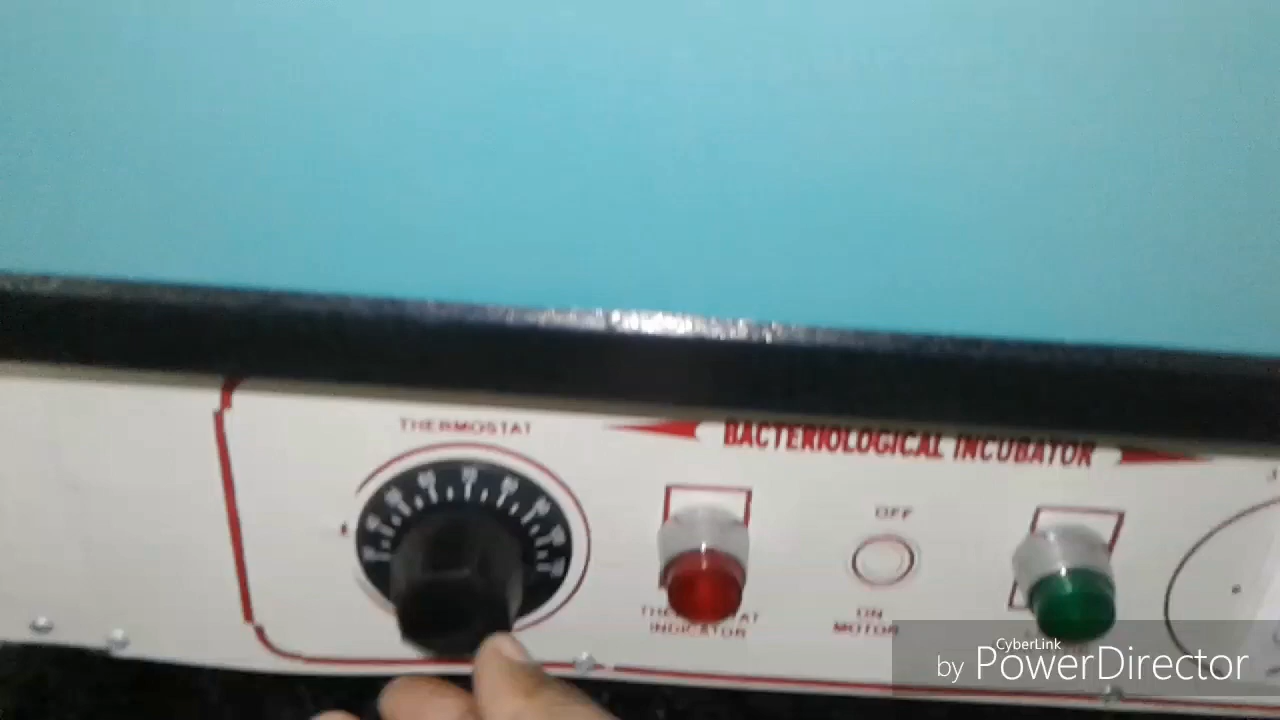 THERMOSTAT
BACTERIOLOGICAL INCUBATOR
OFF
INDICATOR
ON
MOTOR
CyberLink
by PowerDirector